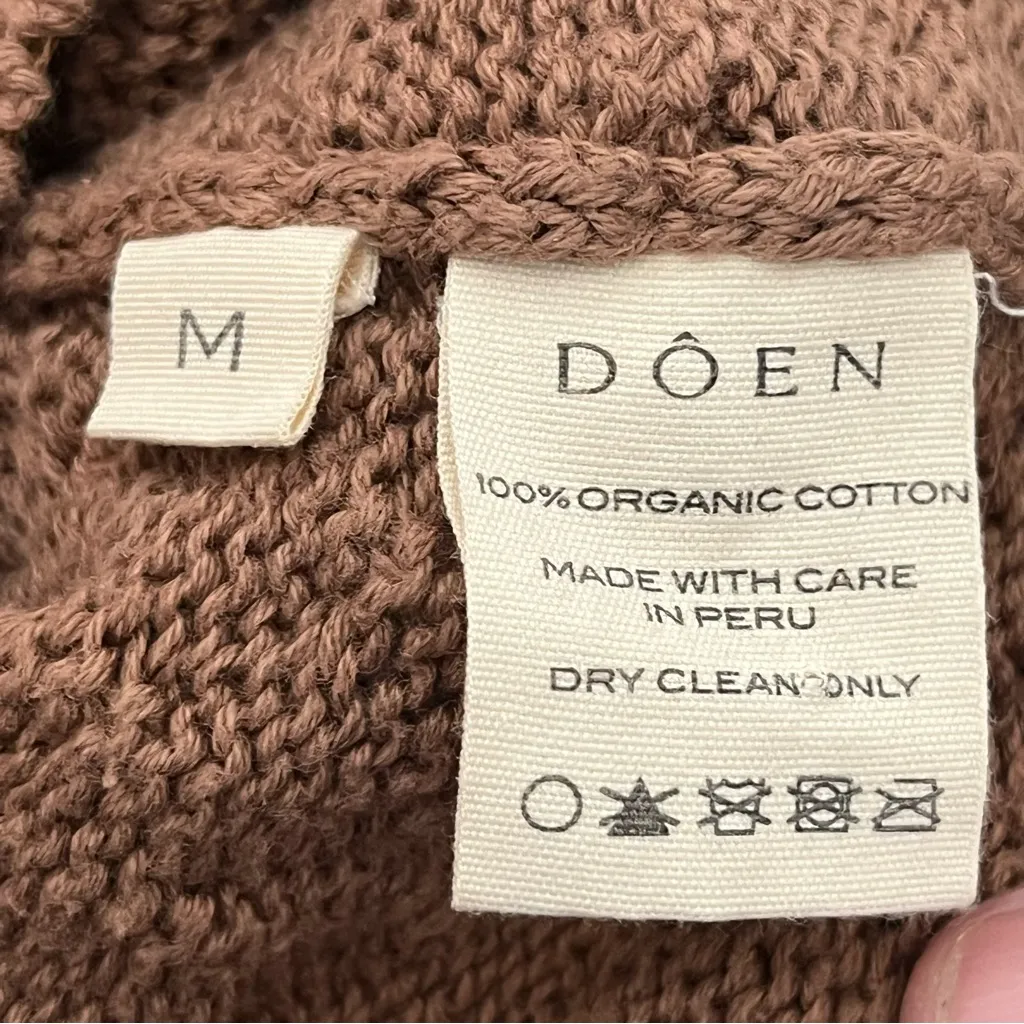 M
DÔEN
100% ORGANIC COTTON
MADE WITH CARE
IN PERU
DRY CLEAN ONLY